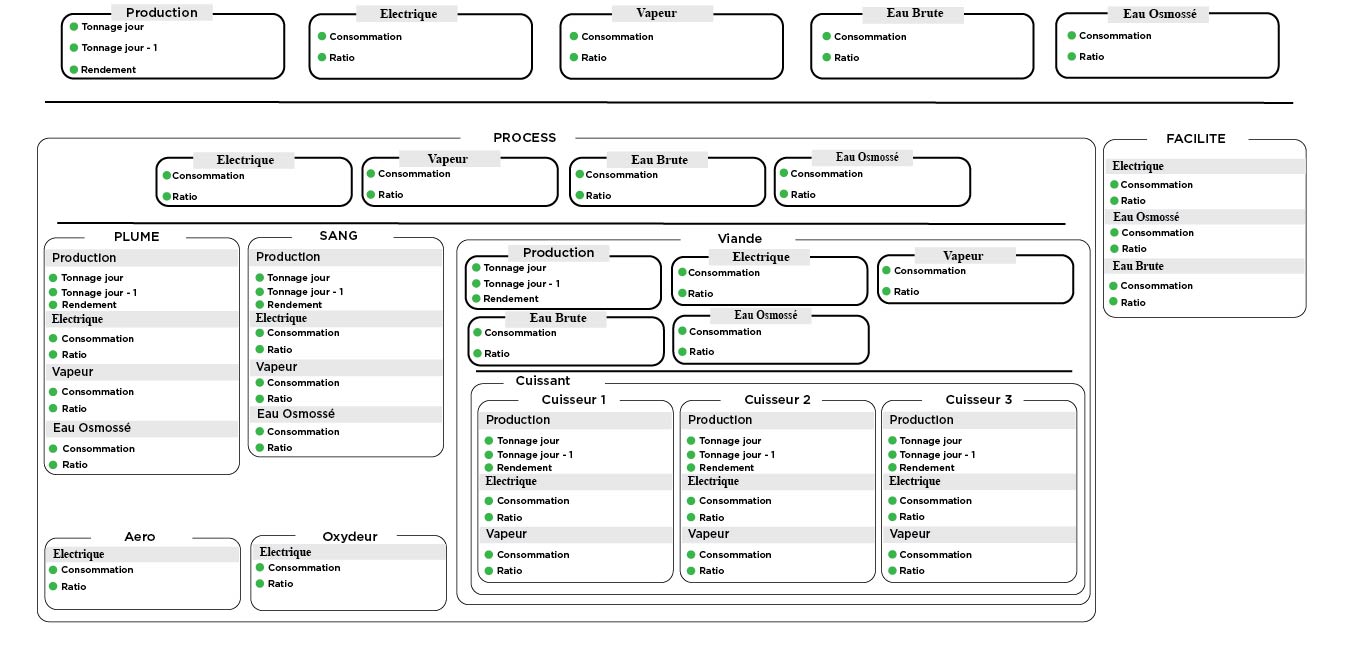 Production
Tonnage jour
Tonnage jour - 1
Rendement
Electrique
Consommation
Ratio
Vapeur
Consommation
Ratio
Eau Brute
Consommation
Ratio
Eau Osmossé
Consommation
Ratio
PROCESS
Electrique
Consommation
Ratio
Vapeur
Consommation
Ratio
Eau Brute
Consommation
Ratio
Eau Osmossé
Consommation
Ratio
PLUME
Production
Tonnage jour
Tonnage jour - 1
Rendement
Electrique
Consommation
Ratio
Vapeur
Consommation
Ratio
Eau Osmossé
Consommation
Ratio
SANG
Production
Tonnage jour
Tonnage jour - 1
Rendement
Electrique
Consommation
Ratio
Vapeur
Consommation
Ratio
Eau Osmossé
Consommation
Ratio
Viande
Production
Tonnage jour
Tonnage jour - 1
Rendement
Electrique
Consommation
Ratio
Vapeur
Consommation
Ratio
Eau Brute
Consommation
Ratio
Eau Osmossé
Consommation
Ratio
Cuissant
Cuisseur 1
Production
Tonnage jour
Tonnage jour - 1
Rendement
Electrique
Consommation
Ratio
Vapeur
Consommation
Ratio
Cuisseur 2
Production
Tonnage jour
Tonnage jour - 1
Rendement
Electrique
Consommation
Ratio
Vapeur
Consommation
Ratio
Cuisseur 3
Production
Tonnage jour
Tonnage jour - 1
Rendement
Electrique
Consommation
Ratio
Vapeur
Consommation
Ratio
Aero
Electrique
Consommation
Ratio
Oxydeur
Electrique
Consommation
Ratio
FACILITE
Electrique
Consommation
Ratio
Eau Osmossé
Consommation
Ratio
Eau Brute
Consommation
Ratio